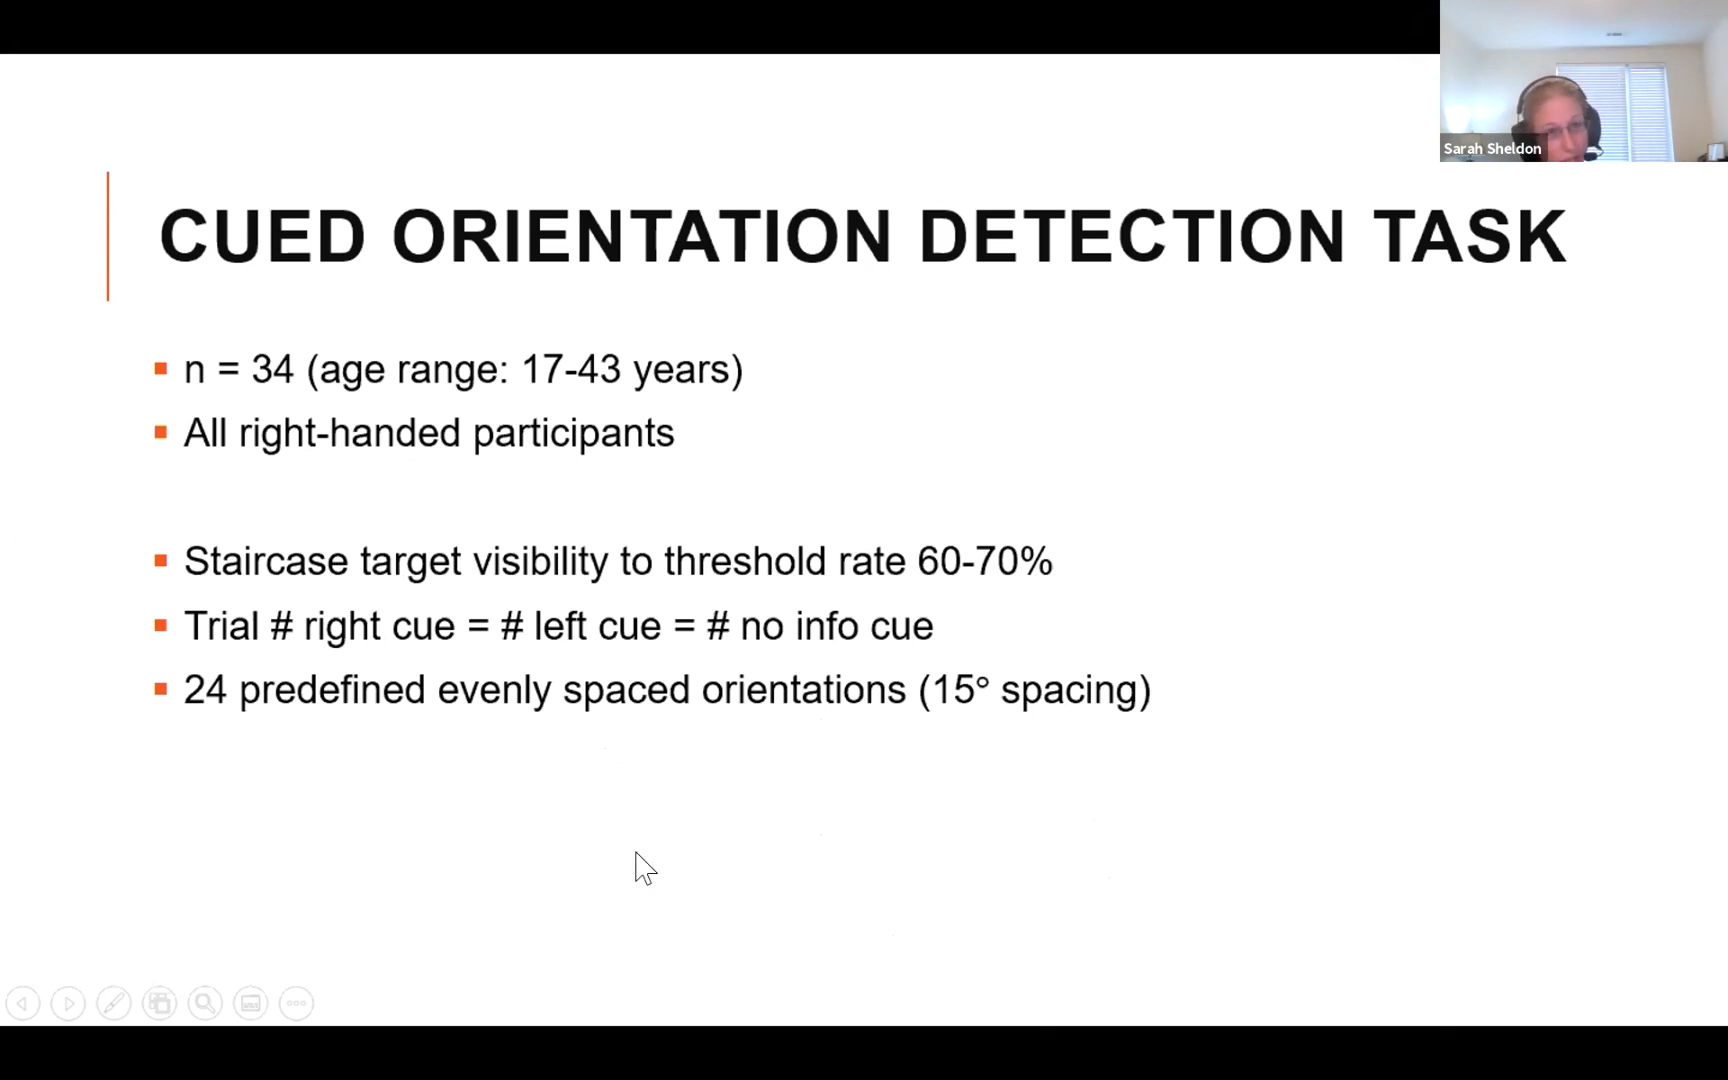 Sarah Sheldon
CUED ORIENTATION DETECTION TASK
n = 34 (age range: 17-43 years)
All right-handed participants
Staircase target visibility to threshold rate 60-70%
Trial # right cue = # left cue = # no info cue
24 predefined evenly spaced orientations (15° spacing)